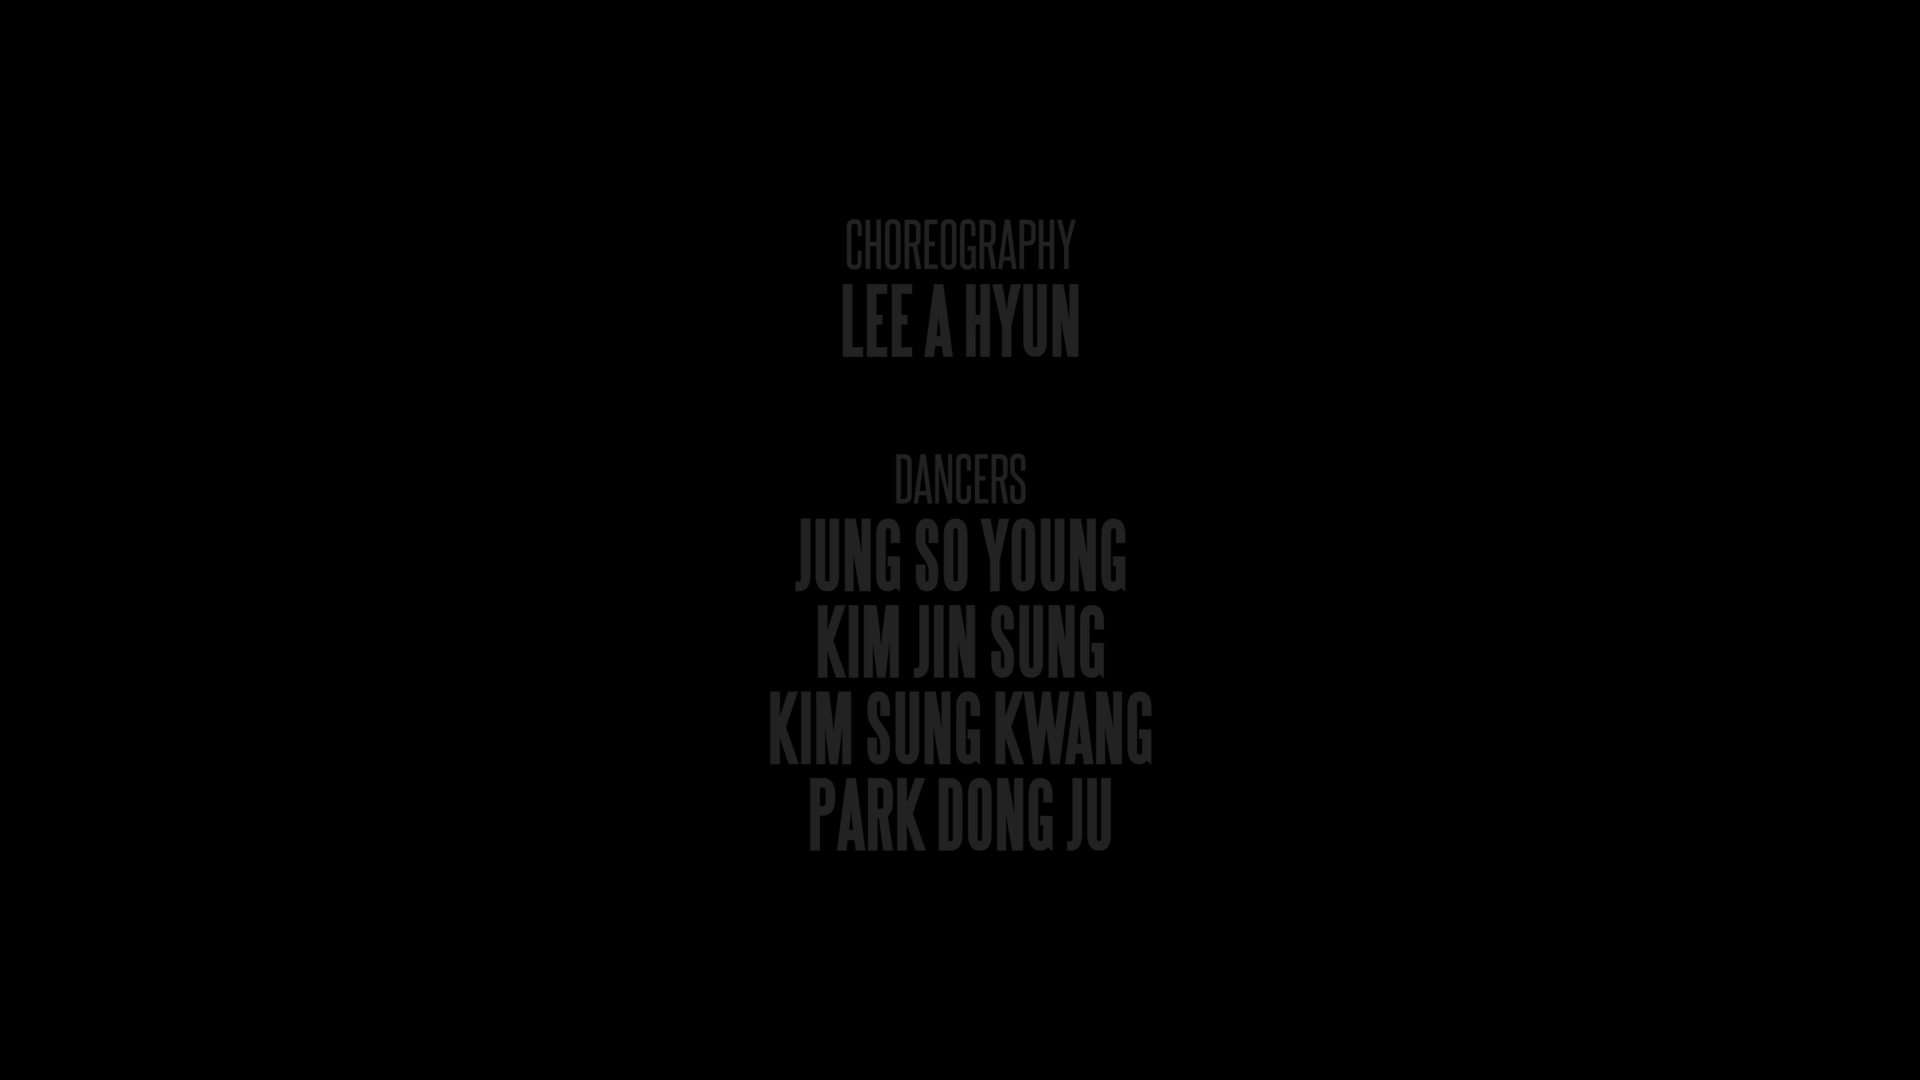 CHOREOGRAPHY
LEE A HYUN
DANCERS
JUNG SO YOUNG
KIM JIN SUNG
KIM SUNG KWANG
PARK DONG JU